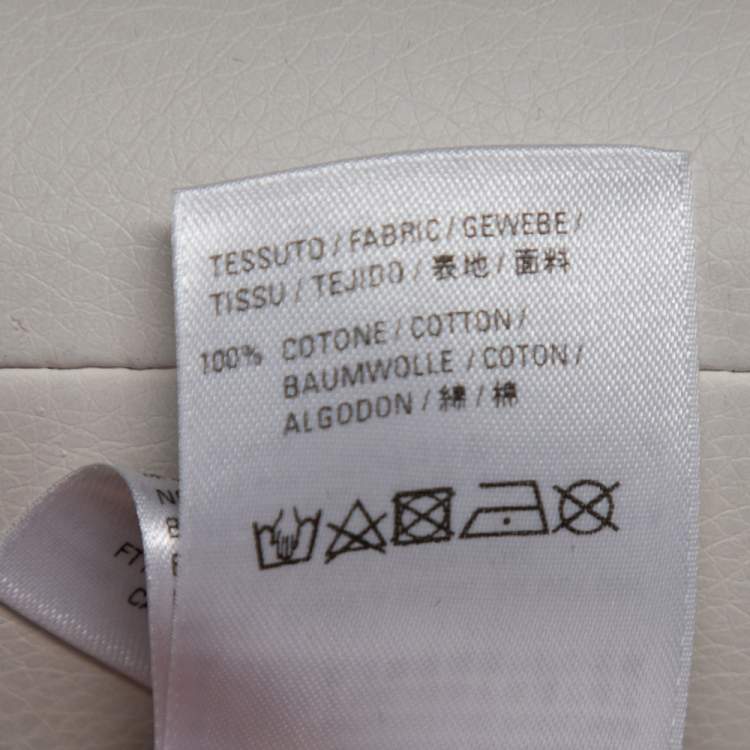 TESSUTO / FABRIC / GEWEBE /
TISSU / TEJIDO / 表地 / 面料
100% COTONE / COTTON /
BAUMWOLLE / COTON /
ALGODON / 綿 / 棉